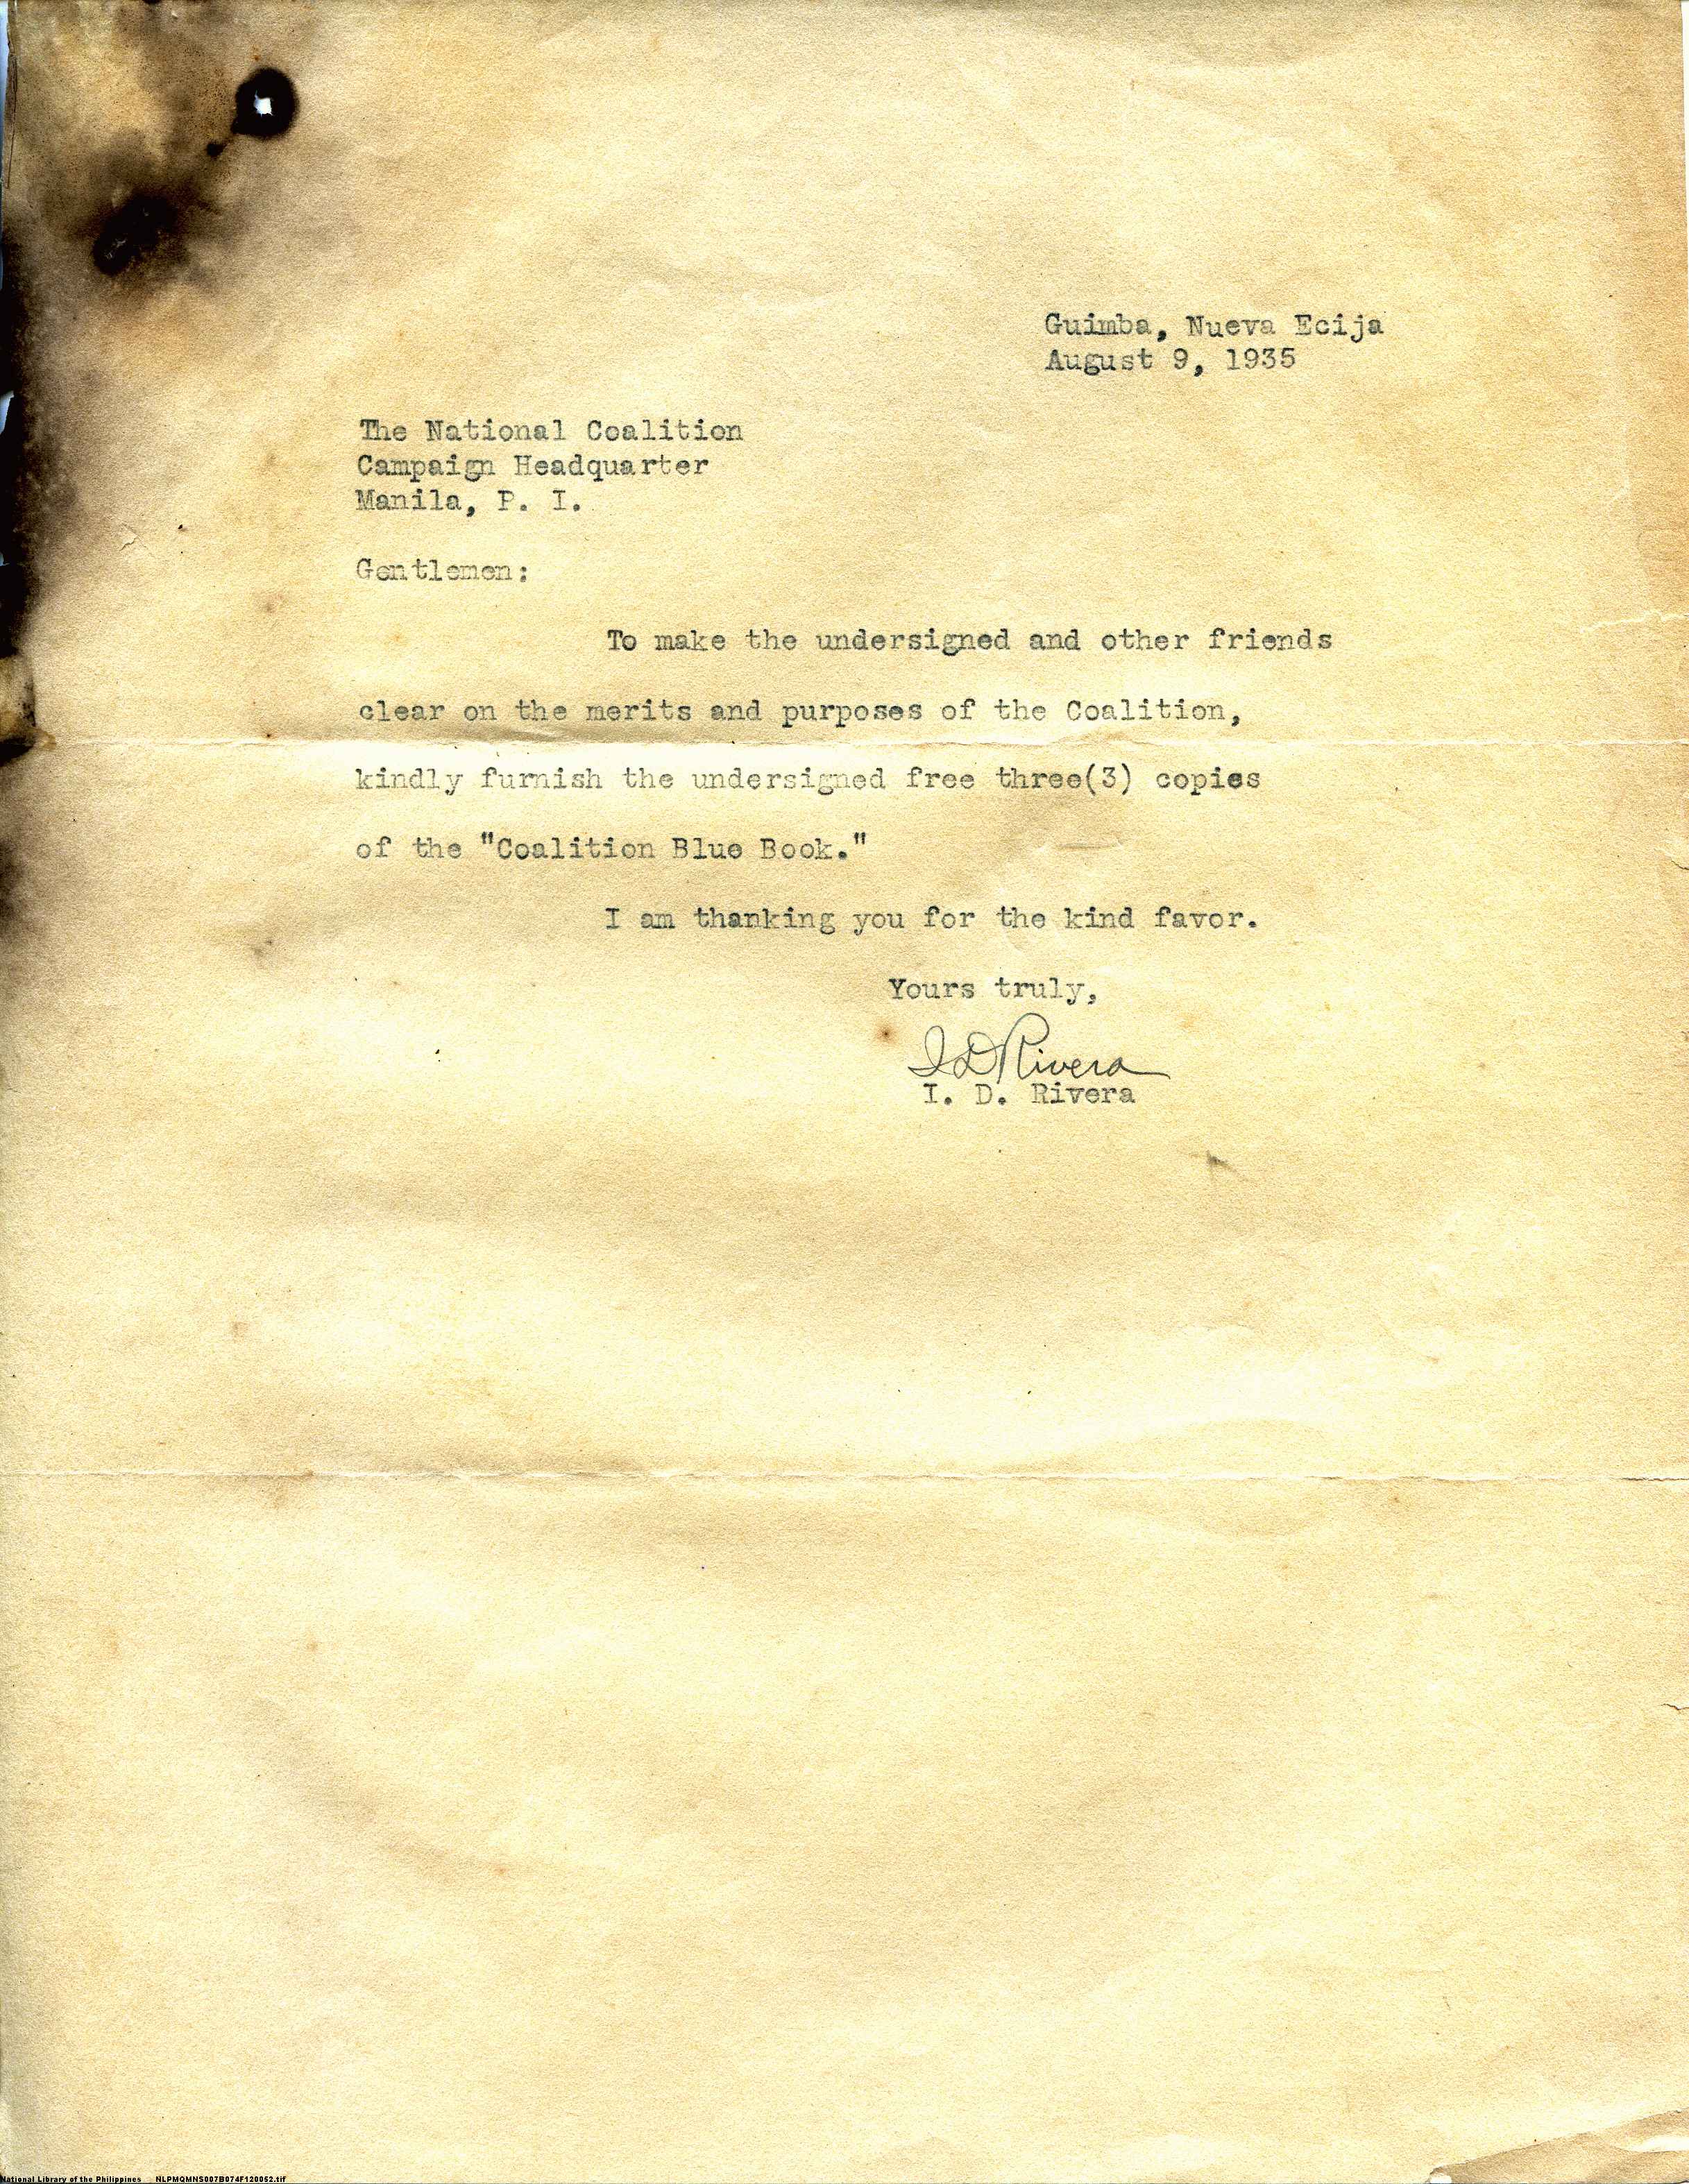 Guimba, Nueva Ecija
August 9, 1935
The National Coalition
Campaign Headquarter
Manila, P. I.
Gentlemen:
To make the undersigned and other friends
clear on the merits and purposes of the Coalition,
kindly furnish the undersigned free three(3) copies
of the "Coalition Blue Book."
I am thanking you for the kind favor.
Yours truly,
I D Rivera
I. D. Rivera
National Library of the Philippines NLPMQMNS007B074F120052.tif